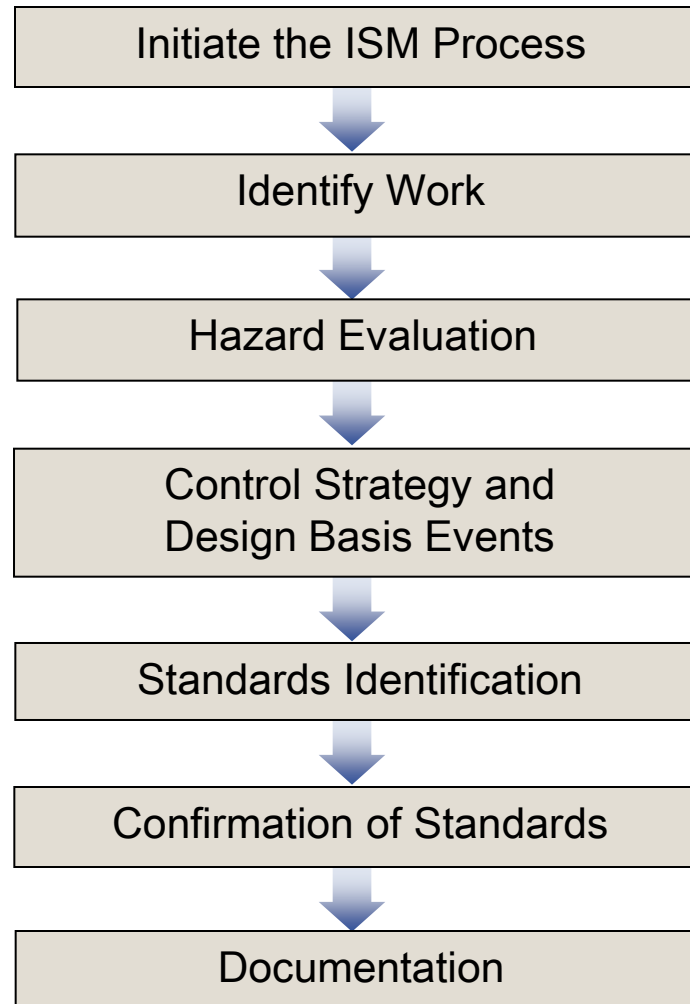 Initiate the ISM Process
Identify Work
Hazard Evaluation
Control Strategy and
Design Basis Events
Standards Identification
Confirmation of Standards
Documentation